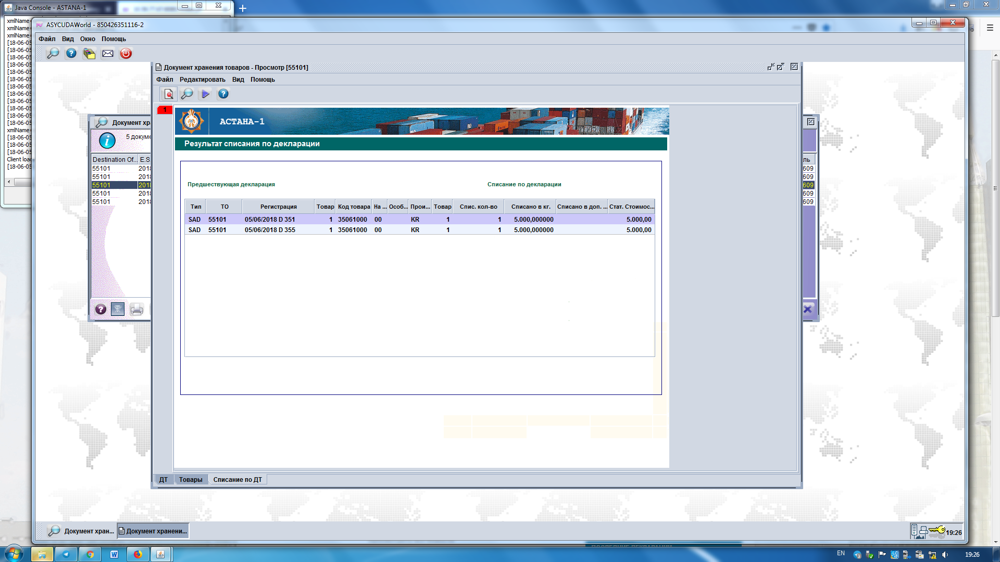 Java Console - ASTANA-1
xmlName=
xmlName=
xmlName=
[18-06-05
[18-06-05
[18-06-05
[18-06-05
[18-06-05
[18-06-05
[18-06-05
[18-06-05
[18-06-05
[18-06-05
[18-06-05
[18-06-05
xmlName=
[18-06-05
[18-06-05
[18-06-05
Client load
[18-06-05
ASYCUDAWorld - 850426351116-2
Файл Вид Окно Помощь
Документ хр
5 докуме
Destination Of... E.S
55101 2018
55101 2018
55101 2018
55101 2018
55101 2018
ль
609
609
609
609
609
Документ хранения товаров - Просмотр [55101]
Файл Редактировать Вид Помощь
1
АСТАНА-1
Результат списания по декларации
Предшествующая декларация Списание по декларации
Тип ТО Регистрация Товар Код товара На ... Особ... Прои... Товар Спис. кол-во Списано в кг. Списано в доп. ... Стат. Стоимос...
SAD 55101 05/06/2018 D 351 1 35061000 00 KR 1 1 5.000,000000 5.000,00
SAD 55101 05/06/2018 D 355 1 35061000 00 KR 1 1 5.000,000000 5.000,00
ДТ Товары Списание по ДТ
Документ хран... Документ хранени... 19:26
EN 19:26